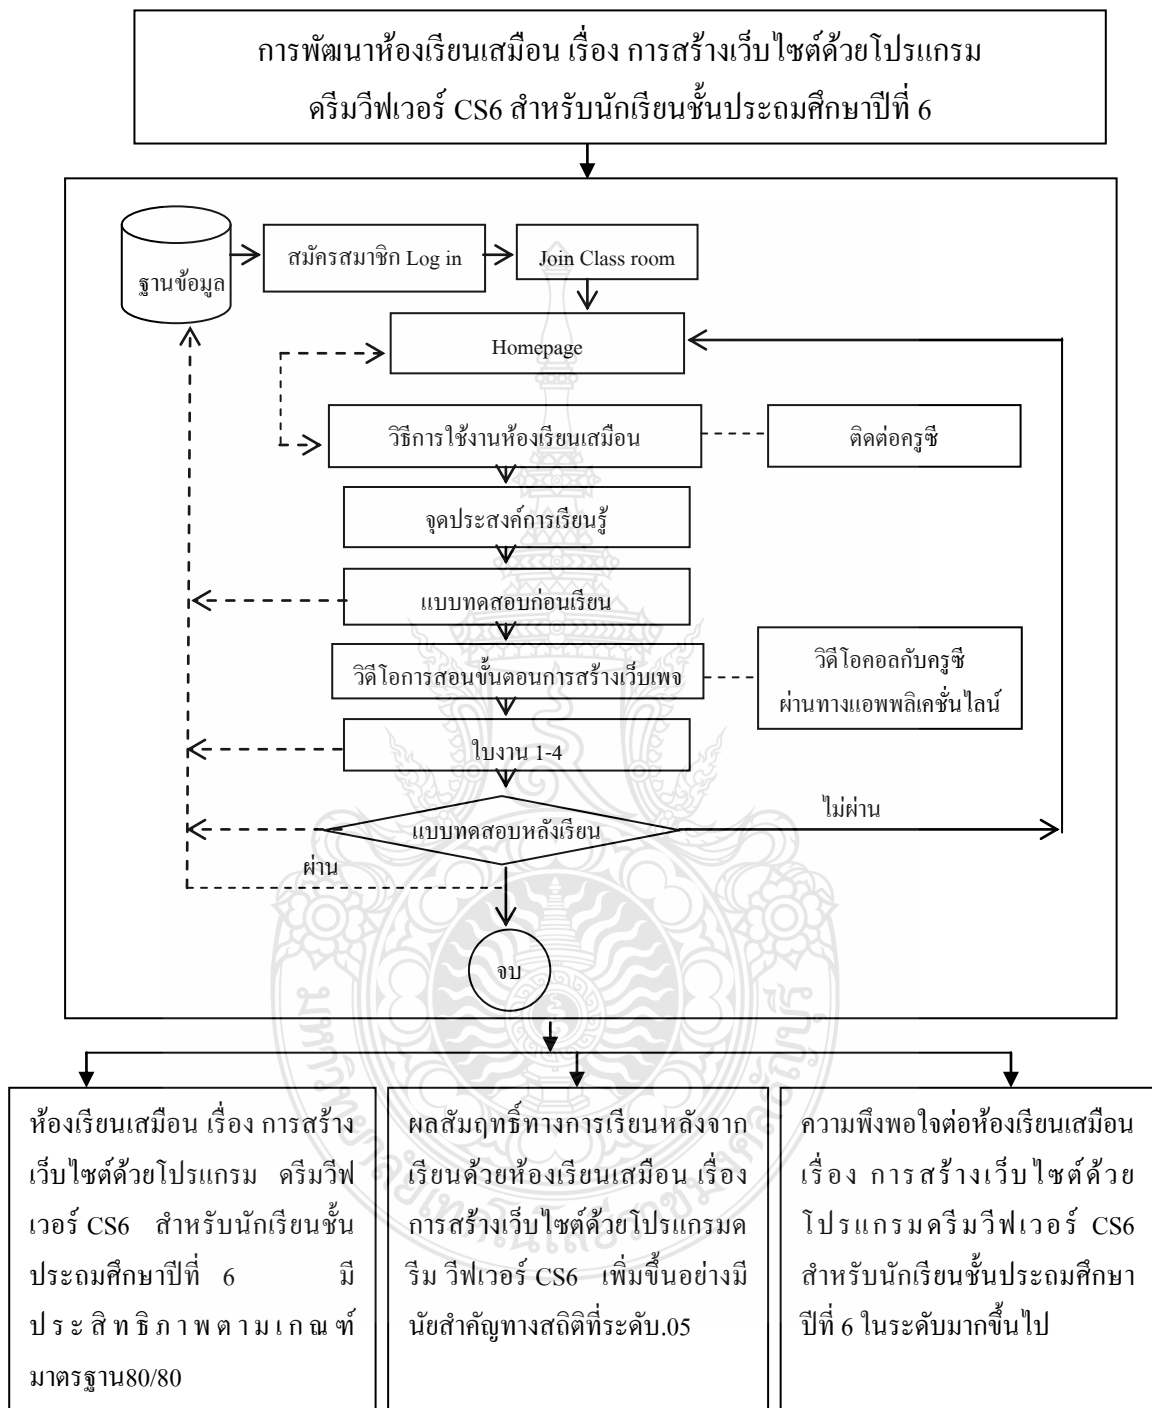 การพัฒนาห้องเรียนเสมือน เรื่อง การสร้างเว็บไซต์ด้วยโปรแกรม
ดรีมวีฟเวอร์ CS6 สำหรับนักเรียนชั้นประถมศึกษาปีที่ 6
ฐานข้อมูล
สมัครสมาชิก Log in
Join Class room
Homepage
วิธีการใช้งานห้องเรียนเสมือน
ติดต่อครูซี
จุดประสงค์การเรียนรู้
แบบทดสอบก่อนเรียน
วิดีโอการสอนขั้นตอนการสร้างเว็บเพจ
วิดีโอคอลกับครูซี
ผ่านทางแอพพลิเคชั่นไลน์
ใบงาน 1-4
แบบทดสอบหลังเรียน
ไม่ผ่าน
ผ่าน
จบ
ห้องเรียนเสมือน เรื่อง การสร้าง
เว็บไซต์ด้วยโปรแกรม ดรีมวีฟ
เวอร์ CS6 สำหรับนักเรียนชั้น
ประถมศึกษาปีที่ 6 มี
ประสิทธิภาพตามเกณฑ์
มาตรฐาน80/80
ผลสัมฤทธิ์ทางการเรียนหลังจาก
เรียนด้วยห้องเรียนเสมือน เรื่อง
การสร้างเว็บไซต์ด้วยโปรแกรมด
รีม วีฟเวอร์ CS6 เพิ่มขึ้นอย่างมี
นัยสำคัญทางสถิติที่ระดับ.05
ความพึงพอใจต่อห้องเรียนเสมือน
เรื่อง การสร้างเว็บไซต์ด้วย
โปรแกรมดรีมวีฟเวอร์ CS6
สำหรับนักเรียนชั้นประถมศึกษา
ปีที่ 6 ในระดับมากขึ้นไป
มหาวิทยาลัยเทคโนโลยีราชมงคลธัญบุรี